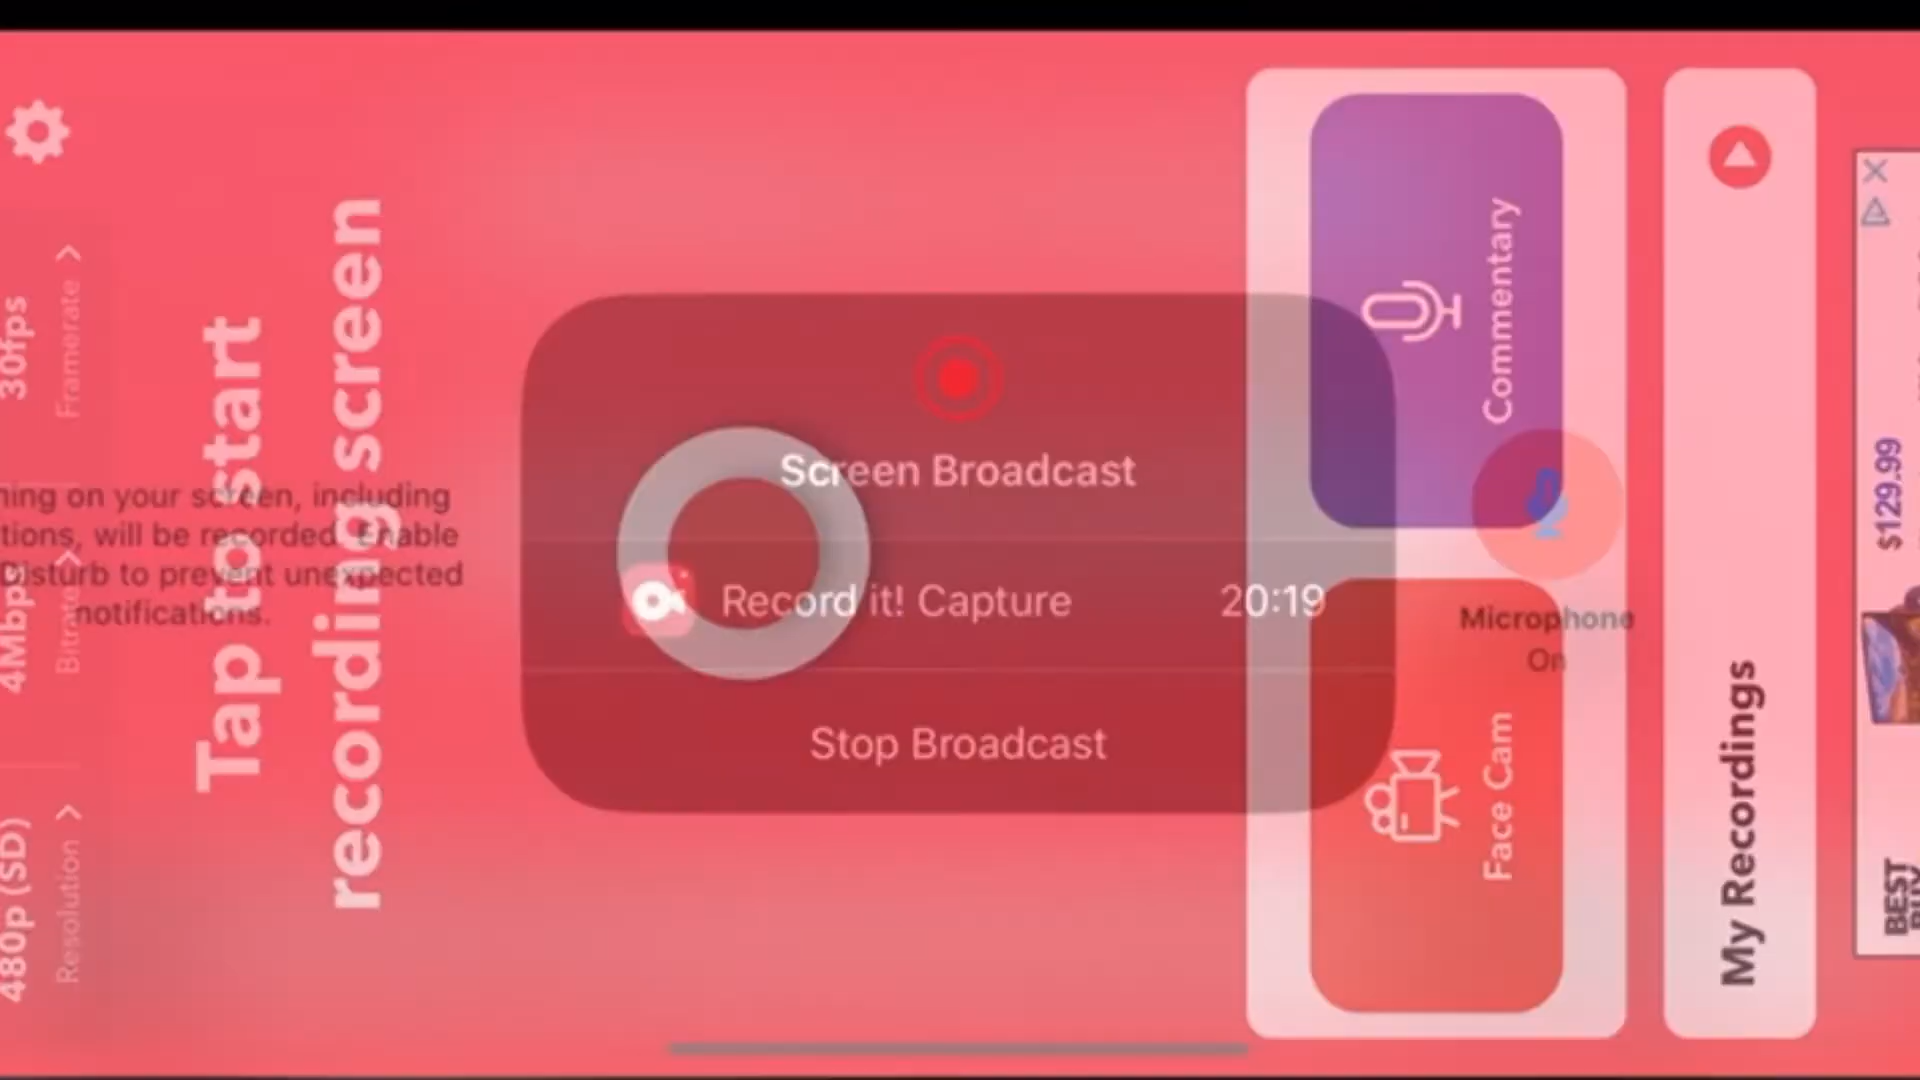 Screen Broadcast
Record it! Capture
20:19
Stop Broadcast
on your screen, including
will be recorded. Enable
Disturb to prevent unexpected
notifications.
Microphone
On
480p (SD)
Resolution
4Mbps
Bitrate
30fps
Framerate
Tap to start
recording screen
Face Cam
Commentary
My Recordings
BEST
$129.99